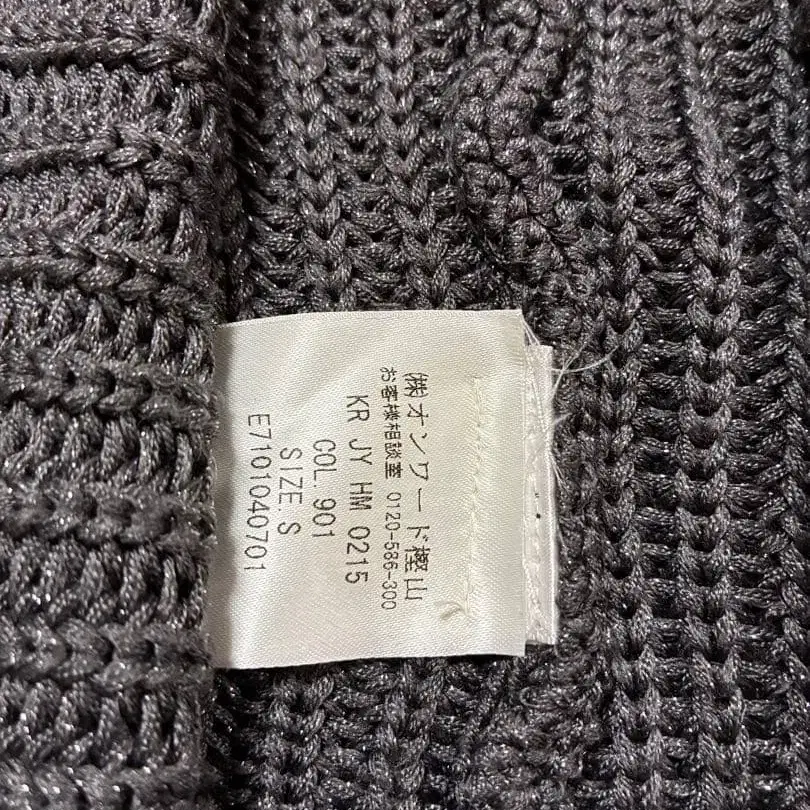 ㈱オンワード樫山
お客様相談室 0120-586-300
KR JY HM 0215
COL. 901
SIZE. S
E7101040701